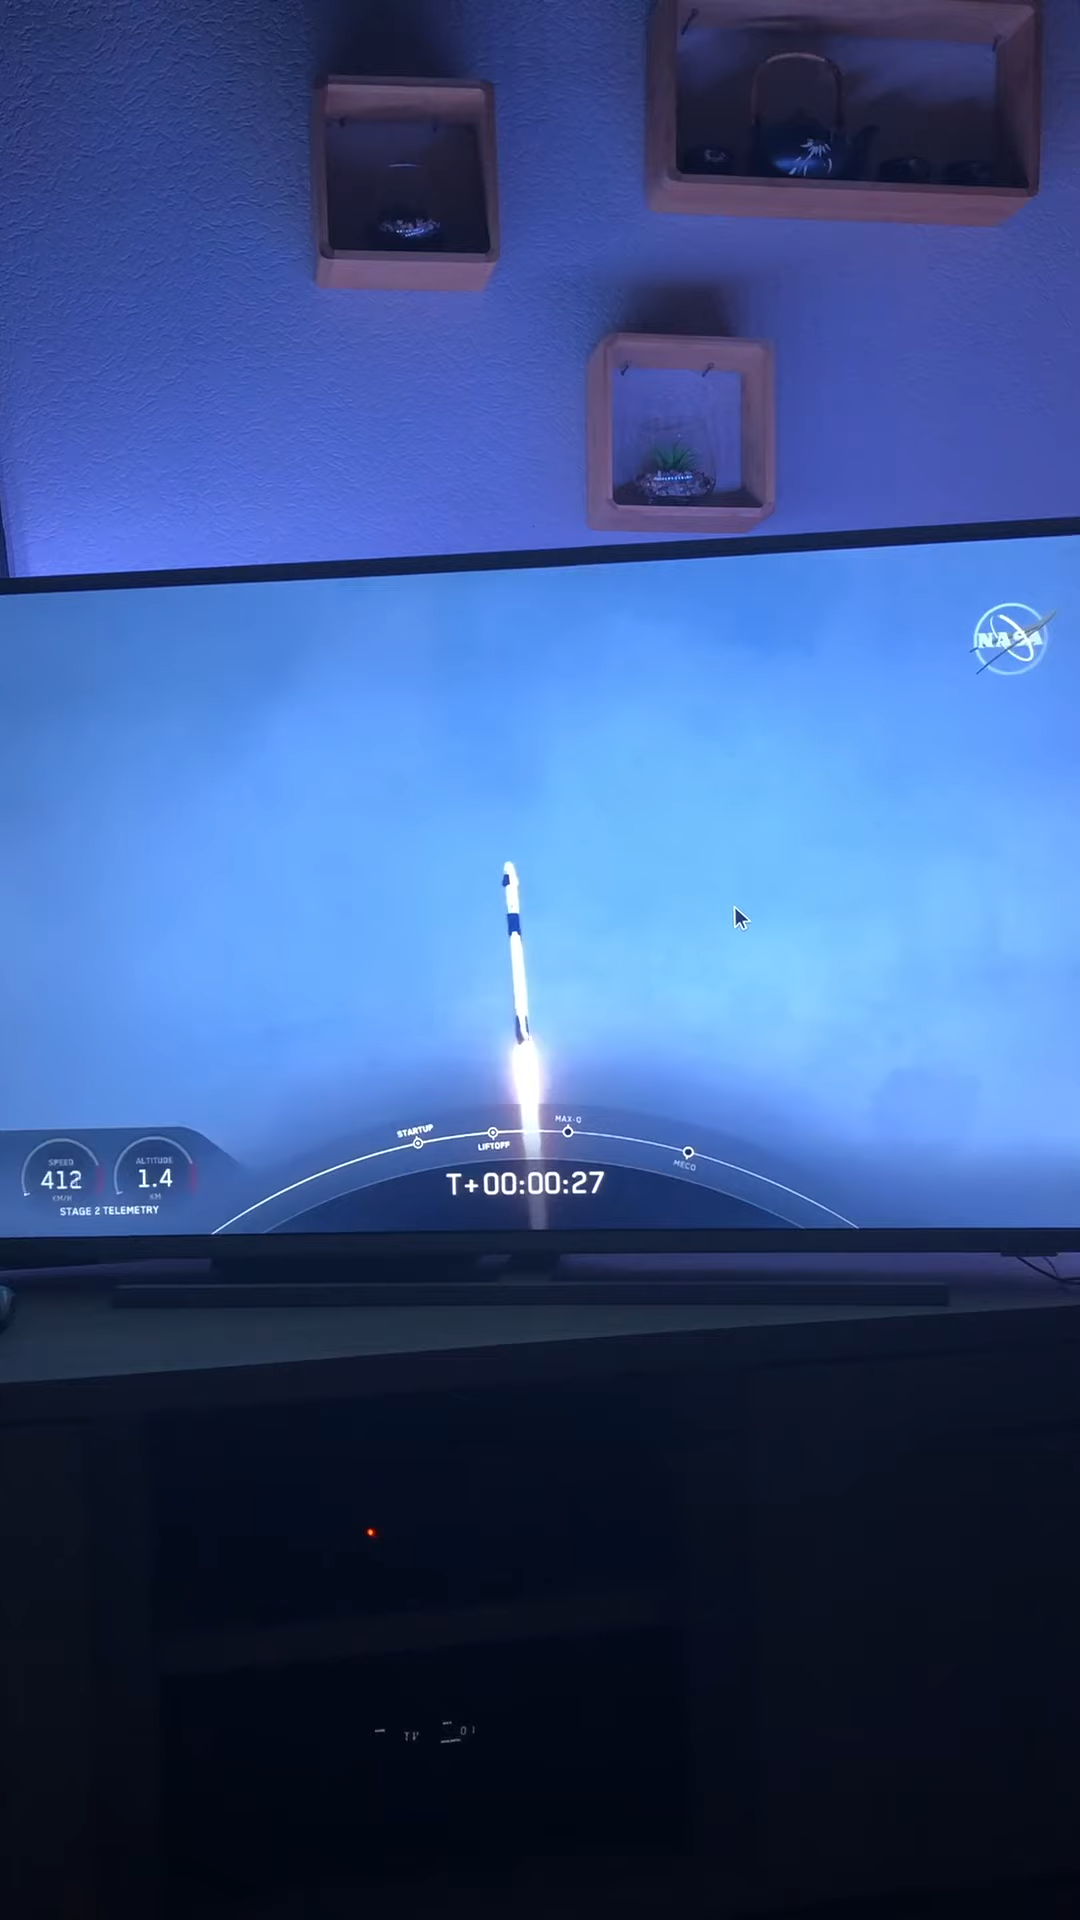 NASA
STARTUP
LIFTOFF
MAX-Q
MECO
SPEED
412
KM/H
ALTITUDE
1.4
KM
STAGE 2 TELEMETRY
T+00:00:27